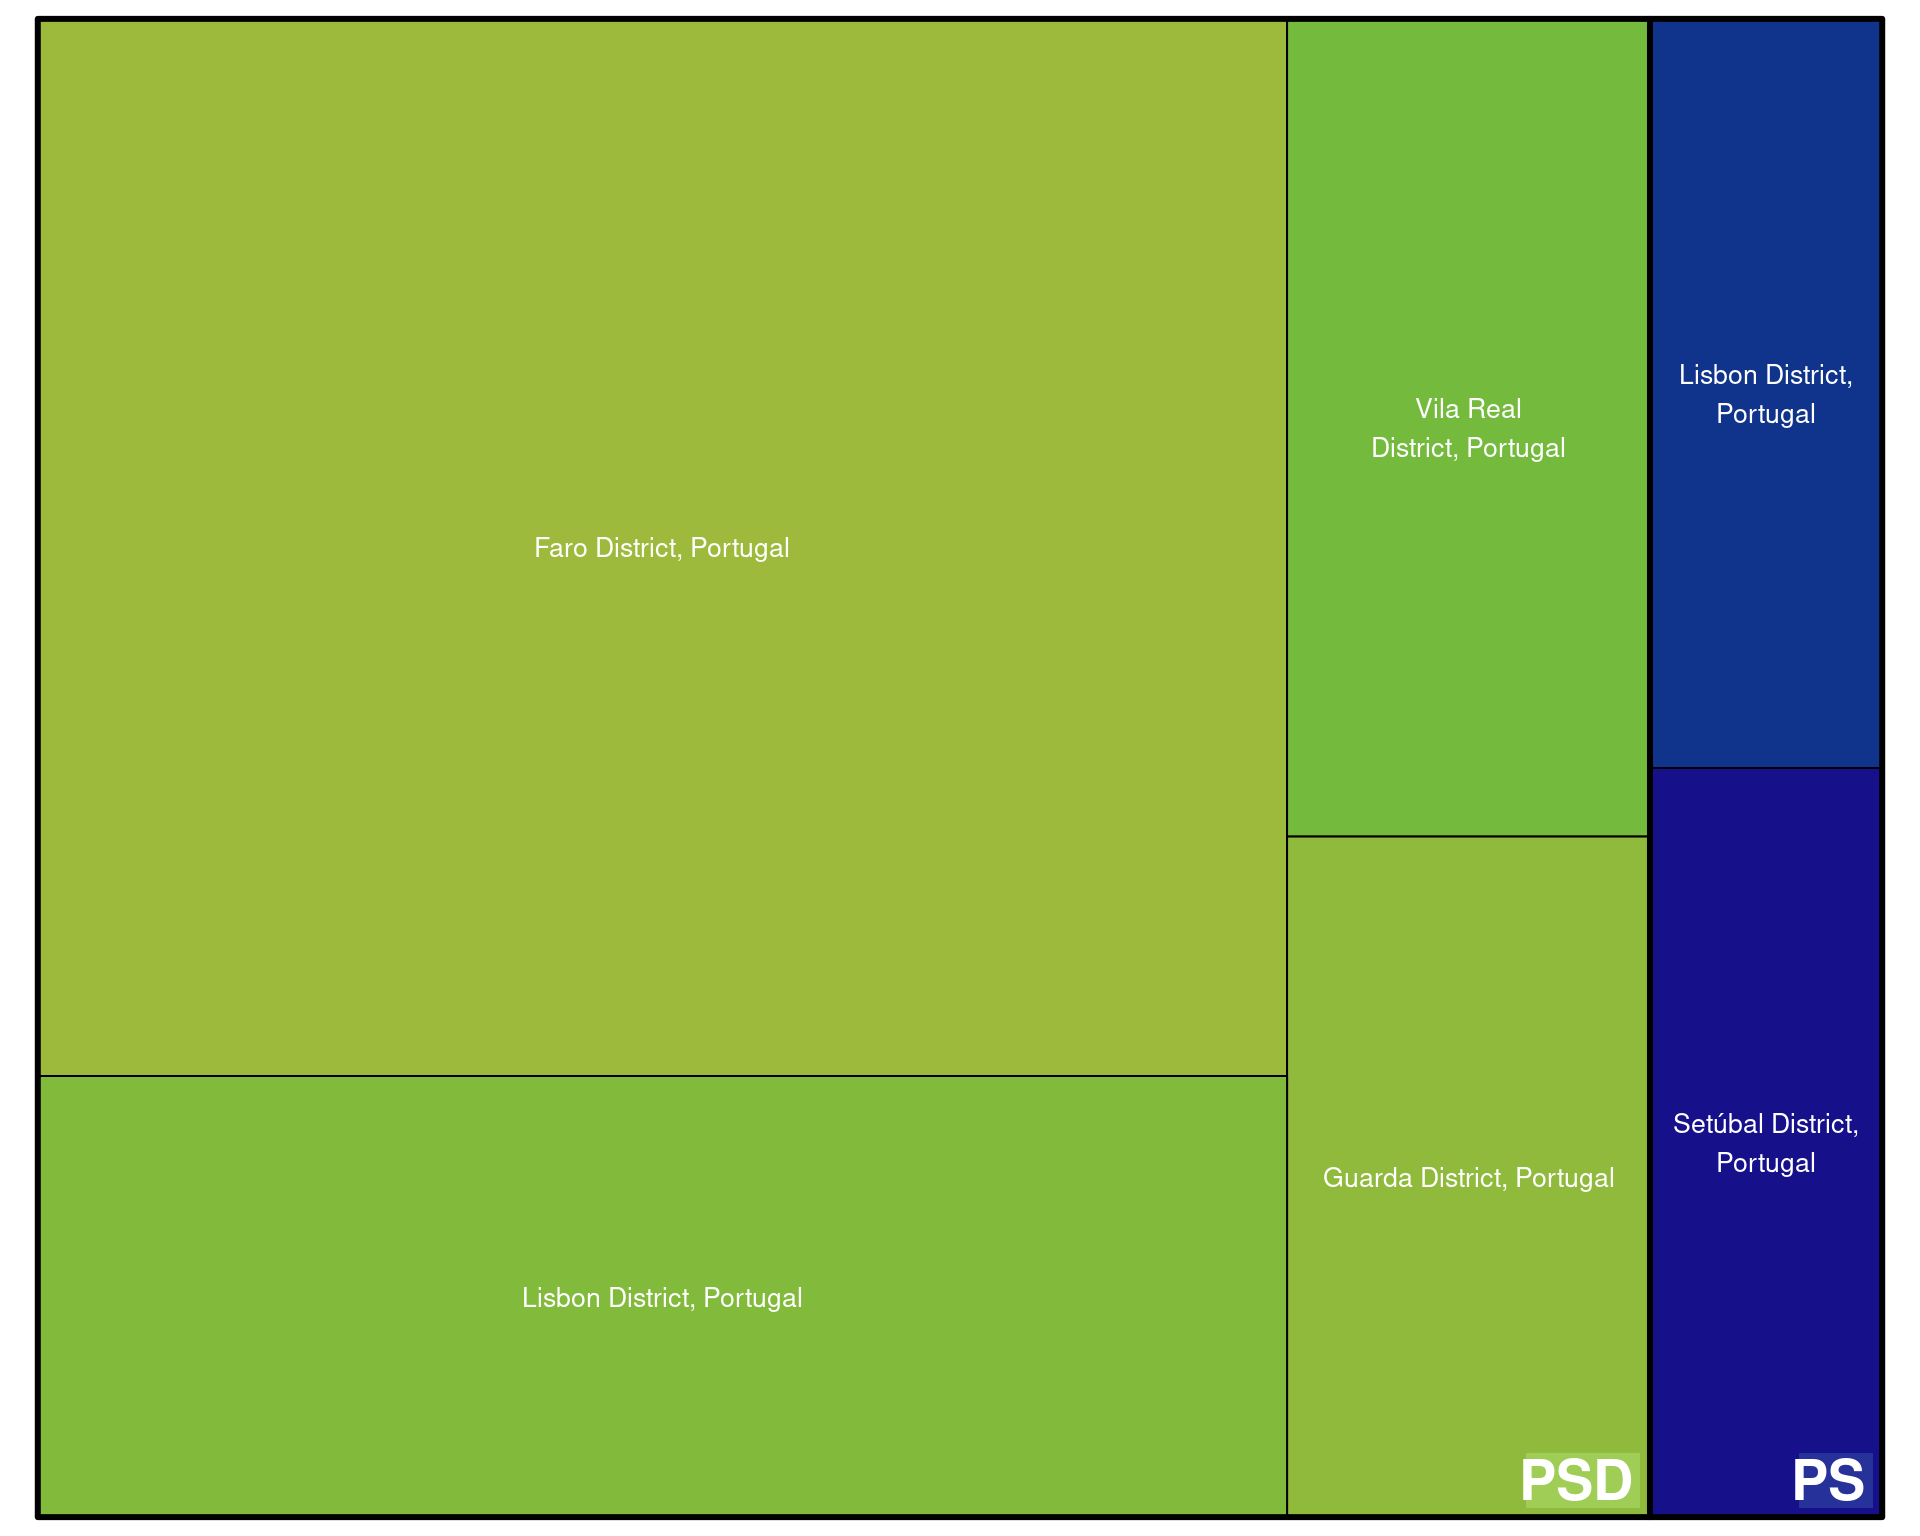 Faro District, Portugal
Lisbon District, Portugal
Vila Real
District, Portugal
Guarda District, Portugal
PSD
Lisbon District,
Portugal
Setúbal District,
Portugal
PS